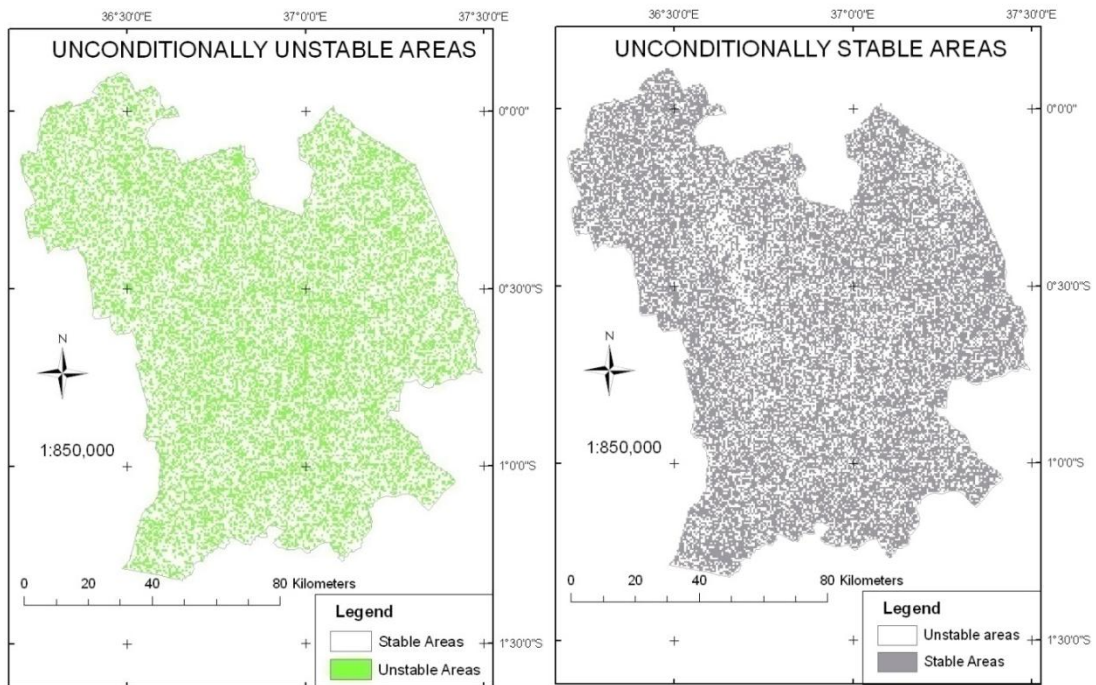 36°30'0"E 37°0'0"E 37°30'0"E
UNCONDITIONALLY UNSTABLE AREAS
0°0'0"
0°30'0"S
N
1:850,000
1°0'0"S
0 20 40 80 Kilometers
Legend
Stable Areas
Unstable Areas
1°30'0"S
36°30'0"E 37°0'0"E 37°30'0"E
UNCONDITIONALLY STABLE AREAS
0°0'0"
0°30'0"S
N
1:850,000
1°0'0"S
0 20 40 80 Kilometers
Legend
Unstable areas
Stable Areas
1°30'0"S